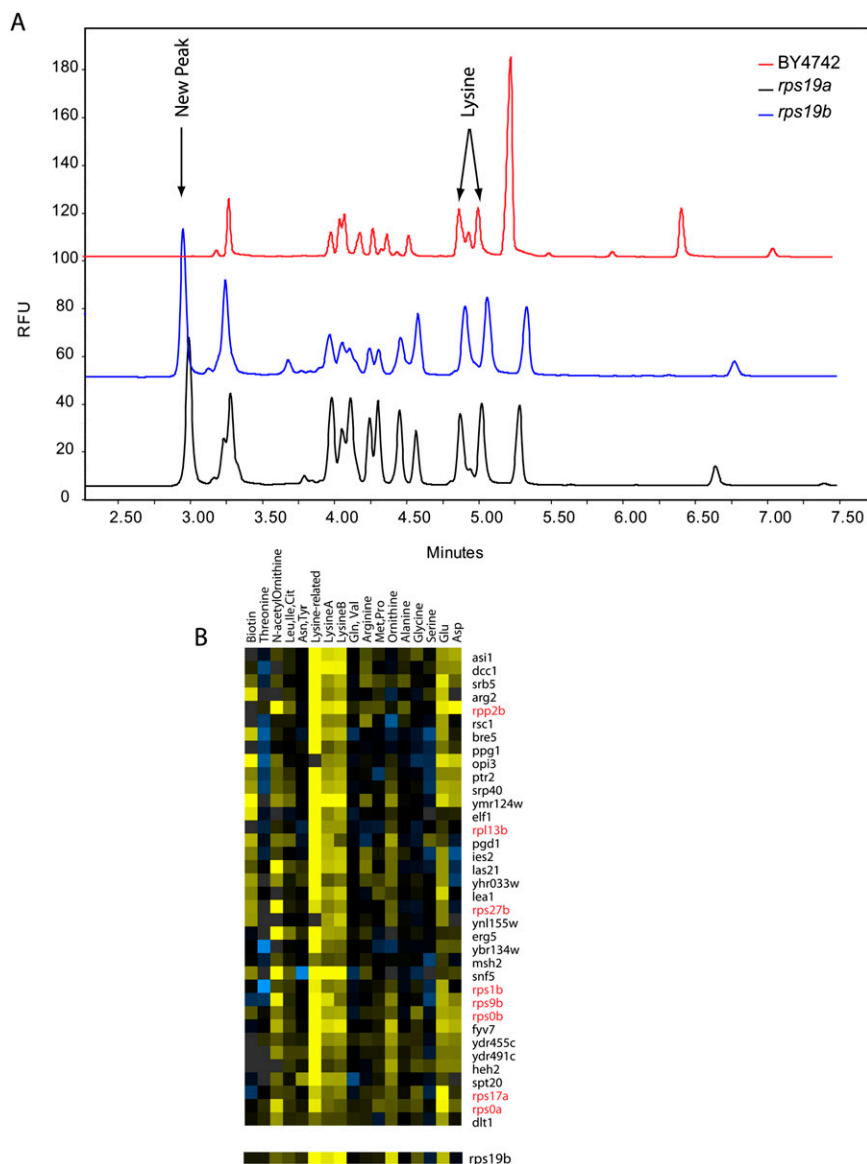 A
New Peak
Lysine
BY4742
rps19a
rps19b
180
160
140
120
100
80
60
40
20
0
RFU
2.50
3.00
3.50
4.00
4.50
5.00
5.50
6.00
6.50
7.00
7.50
Minutes
B
Biotin
Threonine
N-acetylOrnithine
Leu,Ile,Cit
Asn,Tyr
Lysine-related
LysineA
LysineB
Gln, Val
Arginine
Met,Pro
Ornithine
Alanine
Glycine
Serine
Glu
Asp
asi1
dcc1
srb5
arg2
rpp2b
rsc1
bre5
ppg1
opi3
ptr2
srp40
ymr124w
elf1
rpl13b
pgd1
ies2
las21
yhr033w
lea1
rps27b
ynl155w
erg5
ybr134w
msh2
snf5
rps1b
rps9b
rps0b
fyv7
ydr455c
ydr491c
heh2
spt20
rps17a
rps0a
dlt1
rps19b